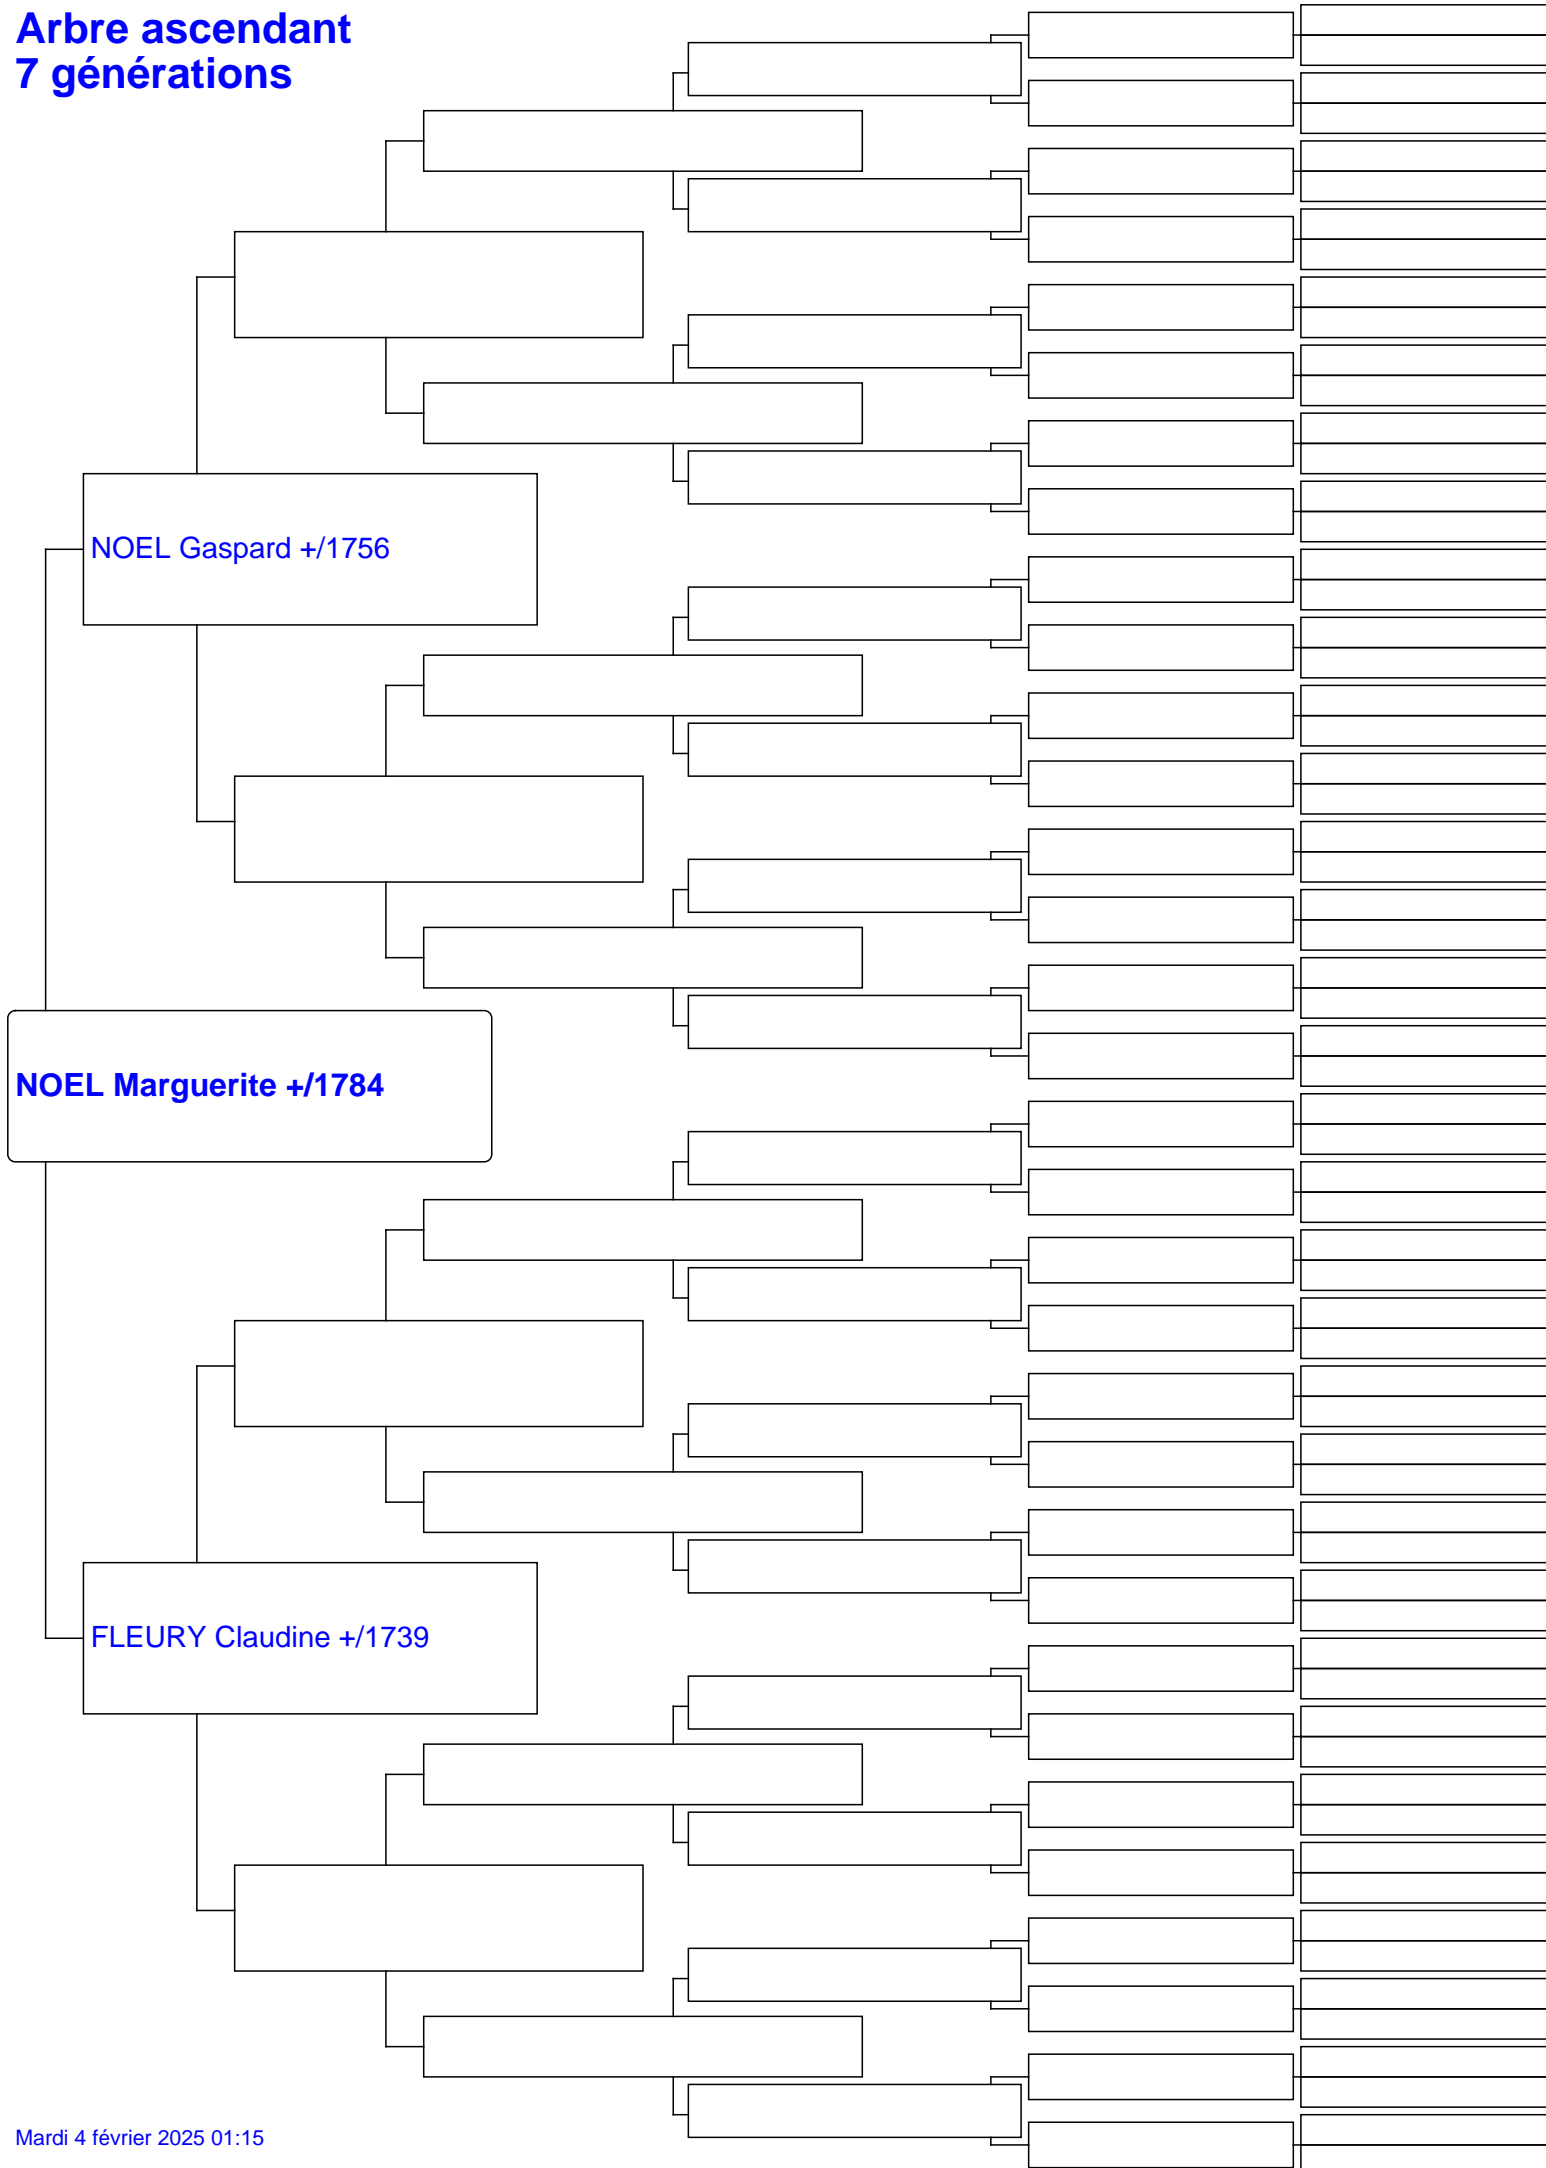 Arbre ascendant
7 générations
NOEL Gaspard +/1756
NOEL Marguerite +/1784
FLEURY Claudine +/1739
Mardi 4 février 2025 01:15